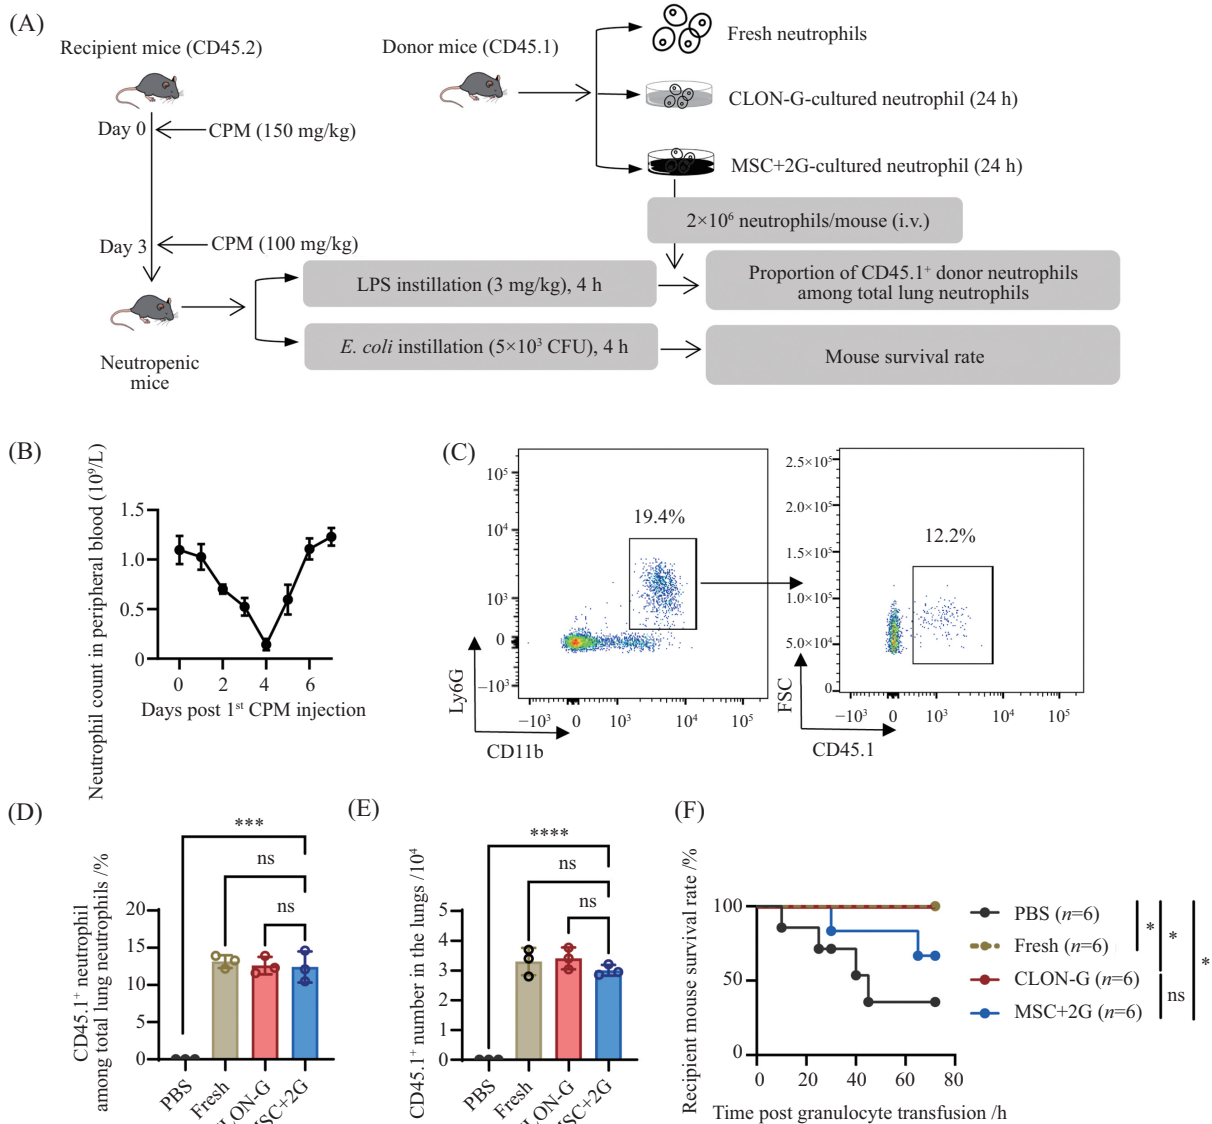 (A)
Recipient mice (CD45.2)
Donor mice (CD45.1)
Fresh neutrophils
CLON-G-cultured neutrophil (24 h)
MSC+2G-cultured neutrophil (24 h)
Day 0
CPM (150 mg/kg)
2×10⁶ neutrophils/mouse (i.v.)
Day 3
CPM (100 mg/kg)
LPS instillation (3 mg/kg), 4 h
Proportion of CD45.1⁺ donor neutrophils
among total lung neutrophils
E. coli instillation (5×10³ CFU), 4 h
Mouse survival rate
Neutropenic
mice
(B)
Neutrophil count in peripheral blood (10⁹/L)
1.5
1.0
0.5
0
0 2 4 6
Days post 1ˢᵗ CPM injection
(C)
10⁵
10⁴
10³
0
−10³
Ly6G
19.4%
−10³ 0 10³ 10⁴ 10⁵
CD11b
2.5×10⁵
2.0×10⁵
1.5×10⁵
1.0×10⁵
5.0×10⁴
0
FSC
12.2%
−10³ 0 10³ 10⁴ 10⁵
CD45.1
(D)
CD45.1⁺ neutrophil
among total lung neutrophils /%
20
15
10
5
0
***
ns
ns
PBS
Fresh
LON-G
MSC+2G
(E)
CD45.1⁺ number in the lungs /10⁴
5
4
3
2
1
0
****
ns
ns
PBS
Fresh
LON-G
MSC+2G
(F)
Recipient mouse survival rate /%
100
50
0
0 20 40 60 80
Time post granulocyte transfusion /h
PBS (n=6)
Fresh (n=6)
CLON-G (n=6)
MSC+2G (n=6)
*
*
ns
*